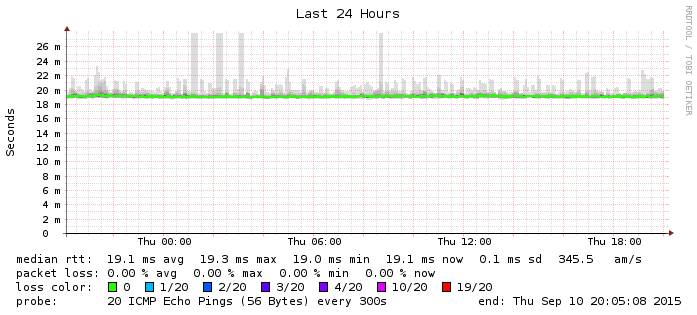 Last 24 Hours
RRDTOOL / TOBI OETIKER
Seconds
26 m
24 m
22 m
20 m
18 m
16 m
14 m
12 m
10 m
8 m
6 m
4 m
2 m
0
Thu 00:00 Thu 06:00 Thu 12:00 Thu 18:00
median rtt: 19.1 ms avg 19.3 ms max 19.0 ms min 19.1 ms now 0.1 ms sd 345.5 am/s
packet loss: 0.00 % avg 0.00 % max 0.00 % min 0.00 % now
loss color: 0 1/20 2/20 3/20 4/20 10/20 19/20
probe: 20 ICMP Echo Pings (56 Bytes) every 300s end: Thu Sep 10 20:05:08 2015